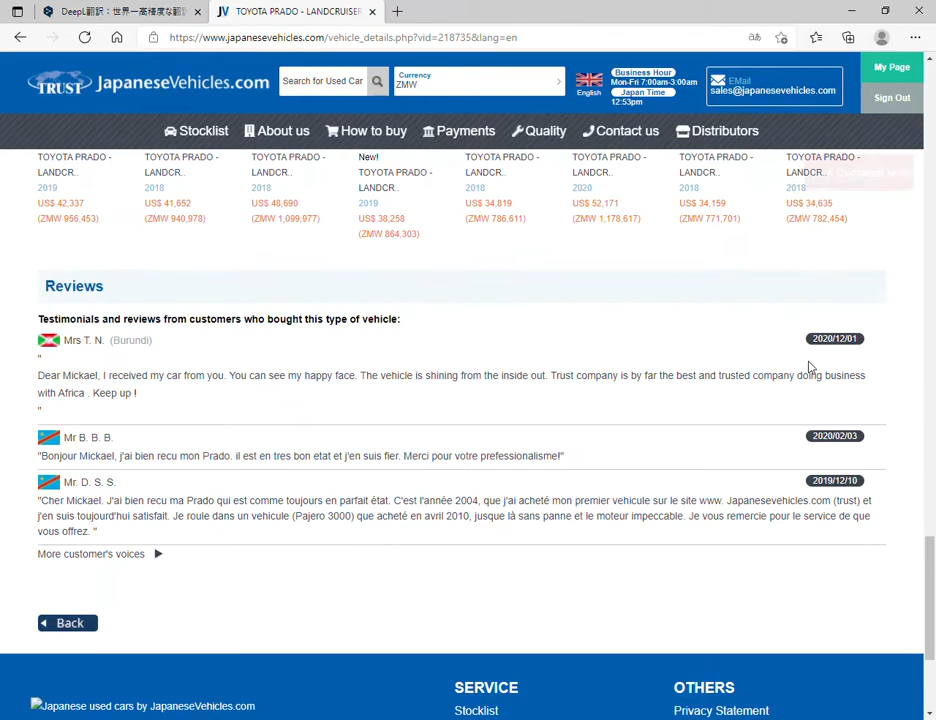 DeepL翻訳：世界一高精度な翻訳
JV TOYOTA PRADO - LANDCRUISER
https://www.japanesevehicles.com/vehicle_details.php?vid=218735&lang=en
TRUST JapaneseVehicles.com
Search for Used Car
Currency
ZMW
English
Business Hour
Mon-Fri 7:00am-3:00am
Japan Time
12:53pm
EMail
sales@japanesevehicles.com
My Page
Sign Out
Stocklist About us How to buy Payments Quality Contact us Distributors
TOYOTA PRADO - LANDCR..
2019
US$ 42,337
(ZMW 956,453)
TOYOTA PRADO - LANDCR..
2018
US$ 41,652
(ZMW 940,978)
TOYOTA PRADO - LANDCR..
2018
US$ 48,690
(ZMW 1,099,977)
New!
TOYOTA PRADO - LANDCR..
2019
US$ 38,258
(ZMW 864,303)
TOYOTA PRADO - LANDCR..
2018
US$ 34,819
(ZMW 786,611)
TOYOTA PRADO - LANDCR..
2020
US$ 52,171
(ZMW 1,178,617)
TOYOTA PRADO - LANDCR..
2018
US$ 34,159
(ZMW 771,701)
TOYOTA PRADO - LANDCR..
2018
US$ 34,635
(ZMW 782,454)
Reviews
Testimonials and reviews from customers who bought this type of vehicle:
Mrs T. N. (Burundi) 2020/12/01
"
Dear Mickael, I received my car from you. You can see my happy face. The vehicle is shining from the inside out. Trust company is by far the best and trusted company doing business
with Africa . Keep up !
"
Mr B. B. B. 2020/02/03
"Bonjour Mickael, j'ai bien recu mon Prado. il est en tres bon etat et j'en suis fier. Merci pour votre prefessionalisme!"
Mr. D. S. S. 2019/12/10
"Cher Mickael. J'ai bien recu ma Prado qui est comme toujours en parfait état. C'est l'année 2004, que j'ai acheté mon premier vehicule sur le site www. Japanesevehicles.com (trust) et
j'en suis toujourd'hui satisfait. Je roule dans un vehicule (Pajero 3000) que acheté en avril 2010, jusque là sans panne et le moteur impeccable. Je vous remercie pour le service de que
vous offrez. "
More customer's voices
Back
Japanese used cars by JapaneseVehicles.com
SERVICE
Stocklist
OTHERS
Privacy Statement